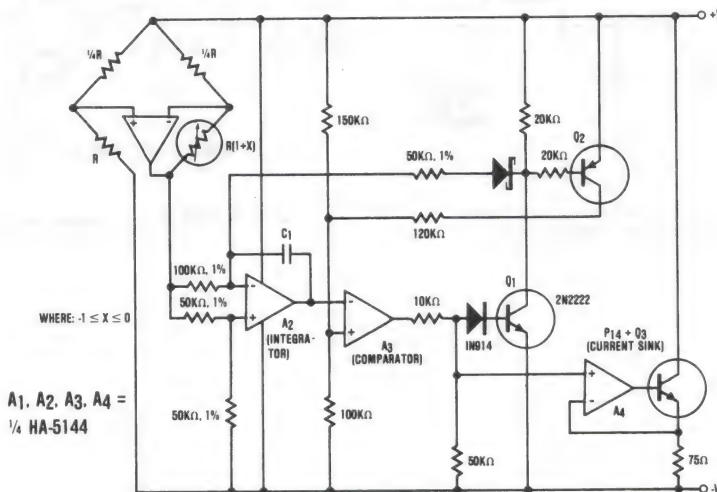 +V
¼R
¼R
R
R(1+X)
+
-
150KΩ
20KΩ
Q2
50KΩ, 1%
20KΩ
120KΩ
C1
100KΩ, 1%
50KΩ, 1%
-
+
A2
(INTEGRA-
TOR)
-
+
A3
(COMPARATOR)
10KΩ
IN914
Q1
2N2222
P14 + Q3
(CURRENT SINK)
+
-
A4
WHERE: -1 ≤ X ≤ 0
A1, A2, A3, A4 =
¼ HA-5144
50KΩ, 1%
100KΩ
50KΩ
75Ω